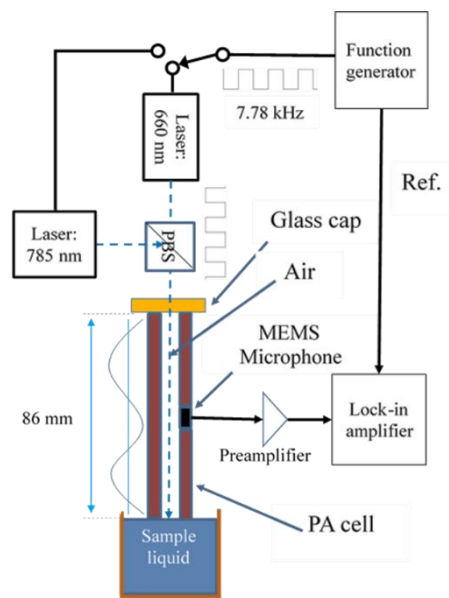 Function
generator
7.78 kHz
Laser:
660 nm
Ref.
Laser:
785 nm
PBS
Glass cap
Air
MEMS
Microphone
86 mm
Lock-in
amplifier
Preamplifier
PA cell
Sample
liquid